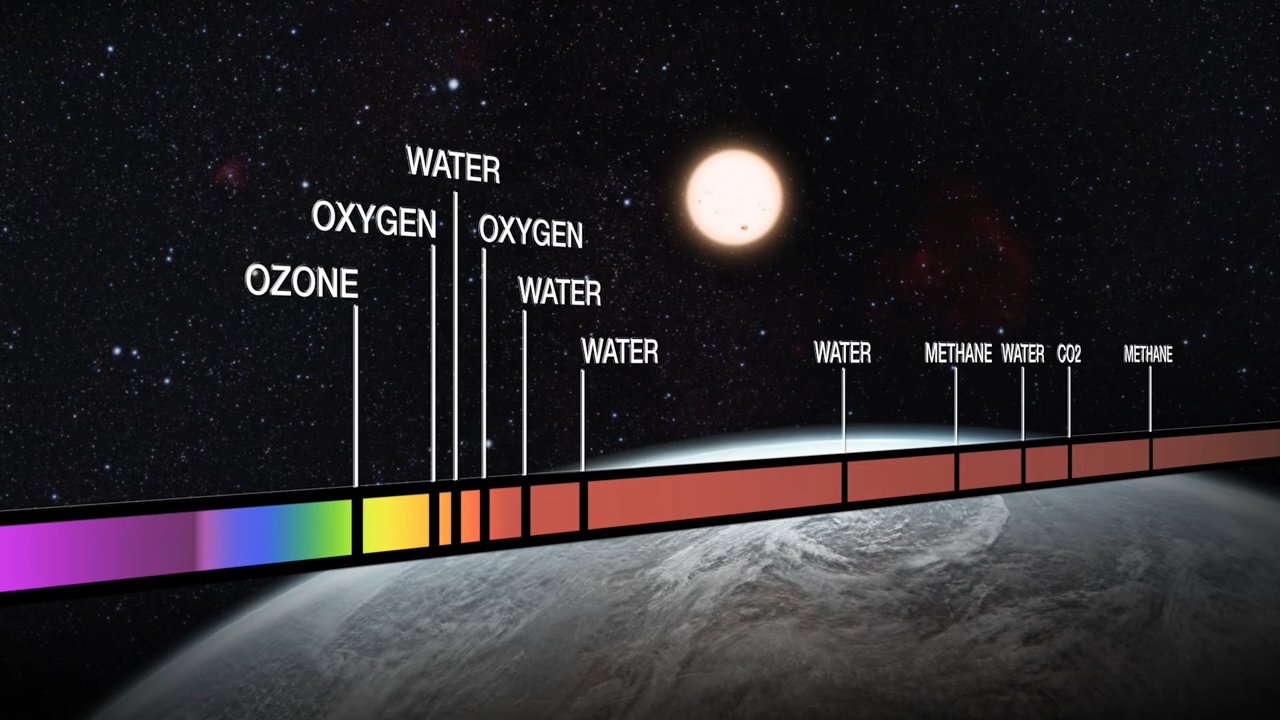 WATER
OXYGEN
OXYGEN
OZONE
WATER
WATER
WATER
METHANE
WATER
CO2
METHANE